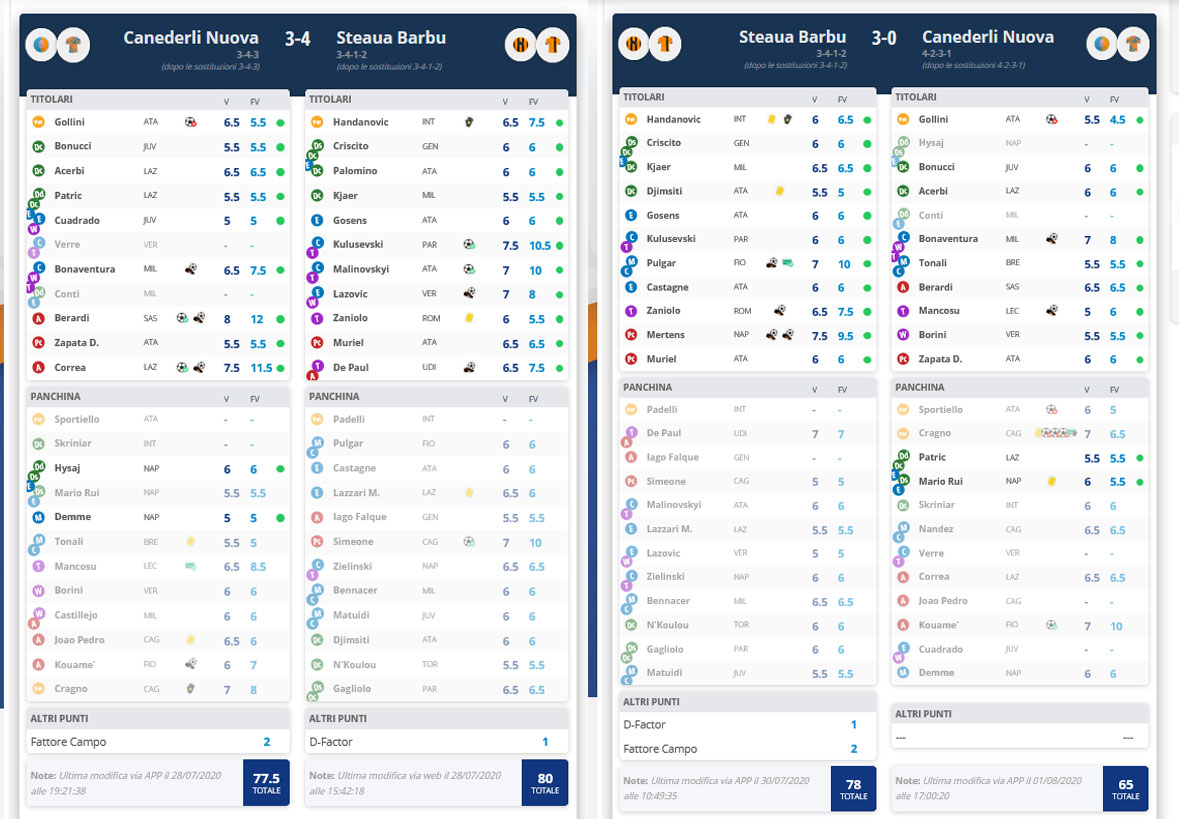 Canederli Nuova 3-4 Steaua Barbu
3-4-3 3-4-1-2
(dopo le sostituzioni 3-4-3) (dopo le sostituzioni 3-4-1-2)
TITOLARI V FV
Gollini ATA 6.5 5.5
Bonucci JUV 5.5 5.5
Acerbi LAZ 6.5 6.5
Patric LAZ 5.5 5.5
Cuadrado JUV 5 5
Verre VER - -
Bonaventura MIL 6.5 7.5
Conti MIL - -
Berardi SAS 8 12
Zapata D. ATA 5.5 5.5
Correa LAZ 7.5 11.5
PANCHINA V FV
Sportiello ATA - -
Skriniar INT - -
Hysaj NAP 6 6
Mario Rui NAP 5.5 5.5
Demme NAP 5 5
Tonali BRE 5.5 5
Mancosu LEC 6.5 8.5
Borini VER 6 6
Castillejo MIL 6 6
Joao Pedro CAG 6.5 6
Kouame' FIO 6 7
Cragno CAG 7 8
ALTRI PUNTI
Fattore Campo 2
Note: Ultima modifica via APP il 28/07/2020
alle 19:21:38
77.5
TOTALE
TITOLARI V FV
Handanovic INT 6.5 7.5
Criscito GEN 6 6
Palomino ATA 6 6
Kjaer MIL 5.5 5.5
Gosens ATA 6 6
Kulusevski PAR 7.5 10.5
Malinovskyi ATA 7 10
Lazovic VER 7 8
Zaniolo ROM 6 5.5
Muriel ATA 6.5 6.5
De Paul UDI 6.5 7.5
PANCHINA V FV
Padelli INT - -
Pulgar FIO 6 6
Castagne ATA 6 6
Lazzari M. LAZ 6.5 6
Iago Falque GEN 5.5 5.5
Simeone CAG 7 10
Zielinski NAP 6.5 6.5
Bennacer MIL 6 6
Matuidi JUV 6 6
Djimsiti ATA 6 6
N'Koulou TOR 5.5 5.5
Gagliolo PAR 6.5 6.5
ALTRI PUNTI
D-Factor 1
Note: Ultima modifica via web il 28/07/2020
alle 15:42:18
80
TOTALE
Steaua Barbu 3-0 Canederli Nuova
3-4-1-2 4-2-3-1
(dopo le sostituzioni 3-4-1-2) (dopo le sostituzioni 4-2-3-1)
TITOLARI V FV
Handanovic INT 6 6.5
Criscito GEN 6 6
Kjaer MIL 6.5 6.5
Djimsiti ATA 5.5 5
Gosens ATA 6 6
Kulusevski PAR 6 6
Pulgar FIO 7 10
Castagne ATA 6 6
Zaniolo ROM 6.5 7.5
Mertens NAP 7.5 9.5
Muriel ATA 6 6
PANCHINA V FV
Padelli INT - -
De Paul UDI 7 7
Iago Falque GEN - -
Simeone CAG 5 5
Malinovskyi ATA 6 6
Lazzari M. LAZ 5.5 5.5
Lazovic VER 5 5
Zielinski NAP 6 6
Bennacer MIL 6.5 6.5
N'Koulou TOR 6 6
Gagliolo PAR 6 6
Matuidi JUV 5.5 5.5
ALTRI PUNTI
D-Factor 1
Fattore Campo 2
Note: Ultima modifica via APP il 30/07/2020
alle 10:49:35
78
TOTALE
TITOLARI V FV
Gollini ATA 5.5 4.5
Hysaj NAP - -
Bonucci JUV 6 6
Acerbi LAZ 6 6
Conti MIL - -
Bonaventura MIL 7 8
Tonali BRE 5.5 5.5
Berardi SAS 6.5 6.5
Mancosu LEC 5 6
Borini VER 5.5 5.5
Zapata D. ATA 6 6
PANCHINA V FV
Sportiello ATA 6 5
Cragno CAG 7 6.5
Patric LAZ 5.5 5.5
Mario Rui NAP 6 5.5
Skriniar INT 6 6
Nandez CAG 6.5 6.5
Verre VER - -
Correa LAZ 6.5 6.5
Joao Pedro CAG - -
Kouame' FIO 7 10
Cuadrado JUV - -
Demme NAP 6 6
ALTRI PUNTI
--- ---
Note: Ultima modifica via APP il 01/08/2020
alle 17:00:20
65
TOTALE